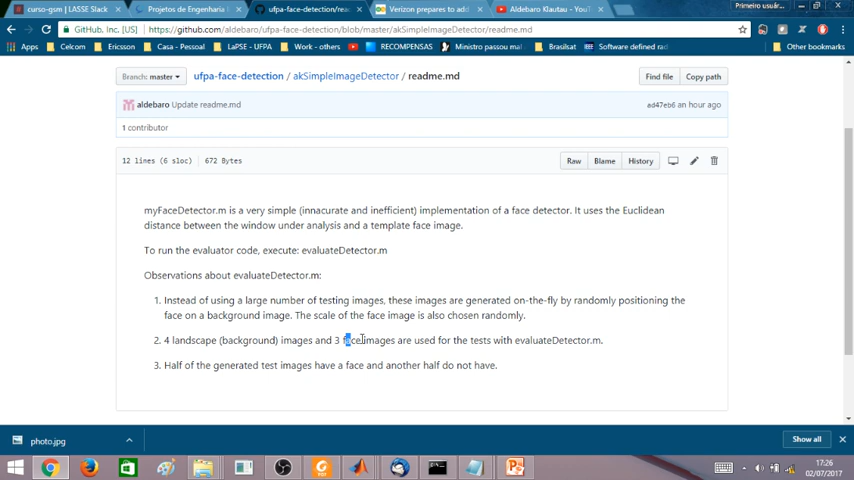 curso-gsm | LASSE Slack
Projetos de Engenharia I
ufpa-face-detection/rea
Verizon prepares to add
Aldebaro Klautau - YouT
Primeiro usuário...
GitHub, Inc. [US]
https://github.com/aldebaro/ufpa-face-detection/blob/master/akSimpleImageDetector/readme.md
Apps
Celcom
Ericsson
Casa - Pessoal
LaPSE - UFPA
Work - others
RECOMPENSAS
Ministro passou mal
Brasilsat
Software defined rad
Other bookmarks
Branch: master
ufpa-face-detection / akSimpleImageDetector / readme.md
Find file
Copy path
aldebaro Update readme.md
ad47eb6 an hour ago
1 contributor
12 lines (6 sloc) | 672 Bytes
Raw
Blame
History
myFaceDetector.m is a very simple (innacurate and inefficient) implementation of a face detector. It uses the Euclidean
distance between the window under analysis and a template face image.
To run the evaluator code, execute: evaluateDetector.m
Observations about evaluateDetector.m:
1. Instead of using a large number of testing images, these images are generated on-the-fly by randomly positioning the
face on a background image. The scale of the face image is also chosen randomly.
2. 4 landscape (background) images and 3 face images are used for the tests with evaluateDetector.m.
3. Half of the generated test images have a face and another half do not have.
photo.jpg
Show all
17:26
02/07/2017